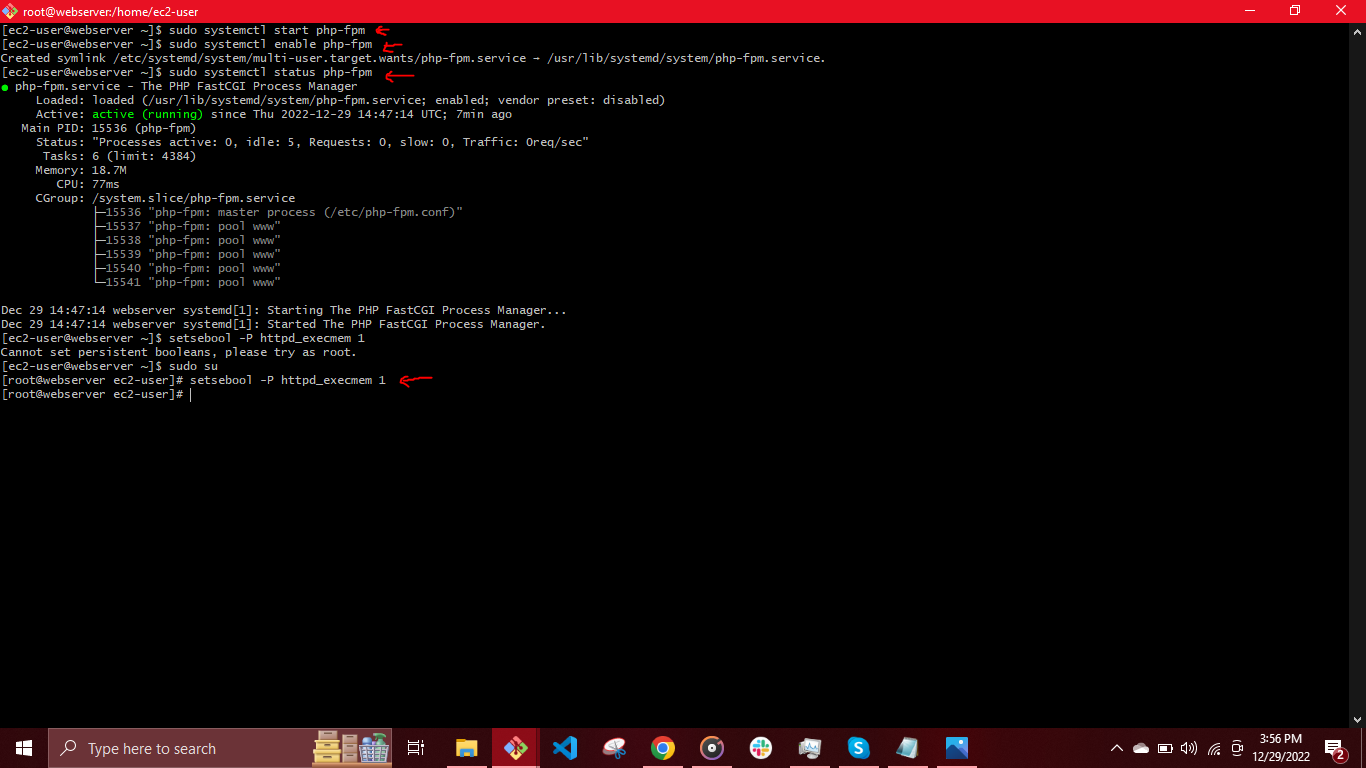 root@webserver:/home/ec2-user
[ec2-user@webserver ~]$ sudo systemctl start php-fpm
[ec2-user@webserver ~]$ sudo systemctl enable php-fpm
Created symlink /etc/systemd/system/multi-user.target.wants/php-fpm.service → /usr/lib/systemd/system/php-fpm.service.
[ec2-user@webserver ~]$ sudo systemctl status php-fpm
● php-fpm.service - The PHP FastCGI Process Manager
Loaded: loaded (/usr/lib/systemd/system/php-fpm.service; enabled; vendor preset: disabled)
Active: active (running) since Thu 2022-12-29 14:47:14 UTC; 7min ago
Main PID: 15536 (php-fpm)
Status: "Processes active: 0, idle: 5, Requests: 0, slow: 0, Traffic: 0req/sec"
Tasks: 6 (limit: 4384)
Memory: 18.7M
CPU: 77ms
CGroup: /system.slice/php-fpm.service
├─15536 "php-fpm: master process (/etc/php-fpm.conf)"
├─15537 "php-fpm: pool www"
├─15538 "php-fpm: pool www"
├─15539 "php-fpm: pool www"
├─15540 "php-fpm: pool www"
└─15541 "php-fpm: pool www"
Dec 29 14:47:14 webserver systemd[1]: Starting The PHP FastCGI Process Manager...
Dec 29 14:47:14 webserver systemd[1]: Started The PHP FastCGI Process Manager.
[ec2-user@webserver ~]$ setsebool -P httpd_execmem 1
Cannot set persistent booleans, please try as root.
[ec2-user@webserver ~]$ sudo su
[root@webserver ec2-user]# setsebool -P httpd_execmem 1
[root@webserver ec2-user]#
Type here to search
3:56 PM
12/29/2022
2